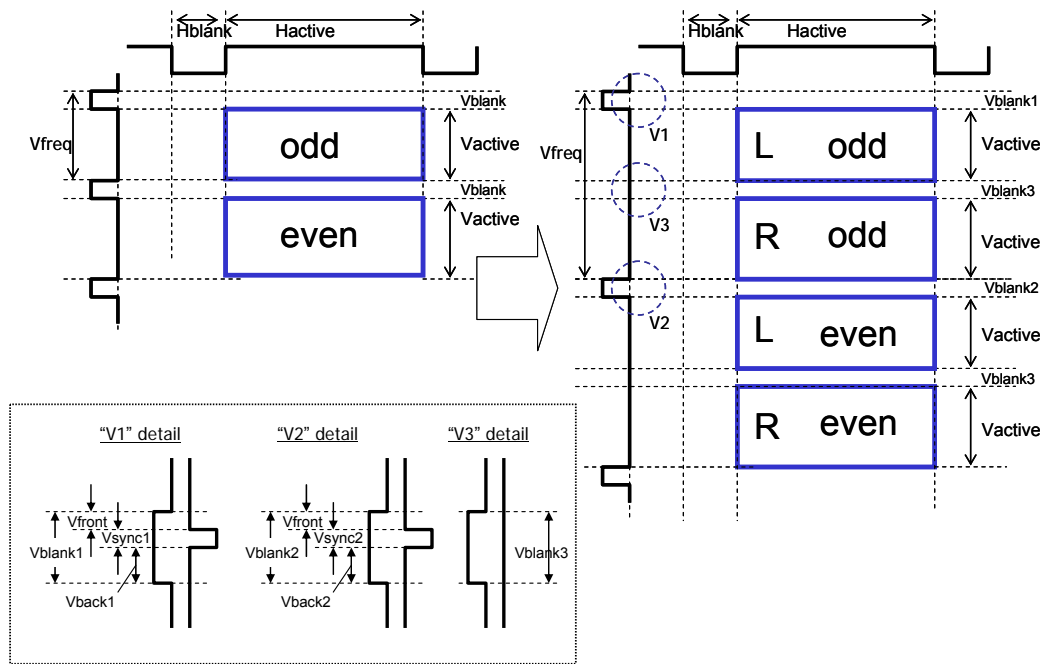 Hblank
Hactive
Vfreq
Vblank
odd
Vactive
Vblank
even
Vactive
Hblank
Hactive
Vfreq
V1
V3
V2
Vblank1
L odd
Vactive
Vblank3
R odd
Vactive
Vblank2
L even
Vactive
Vblank3
R even
Vactive
"V1" detail
"V2" detail
"V3" detail
Vfront
Vsync1
Vblank1
Vback1
Vfront
Vsync2
Vblank2
Vback2
Vblank3